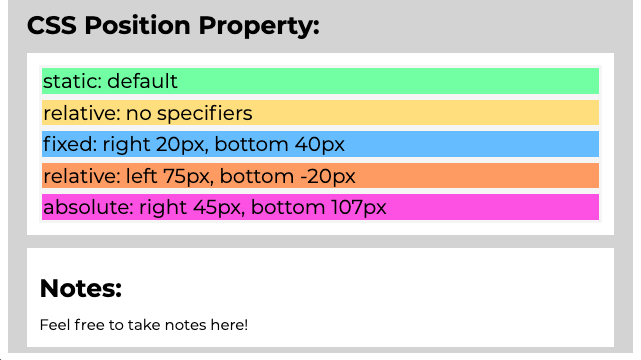 CSS Position Property:
static: default
relative: no specifiers
fixed: right 20px, bottom 40px
relative: left 75px, bottom -20px
absolute: right 45px, bottom 107px
Notes:
Feel free to take notes here!